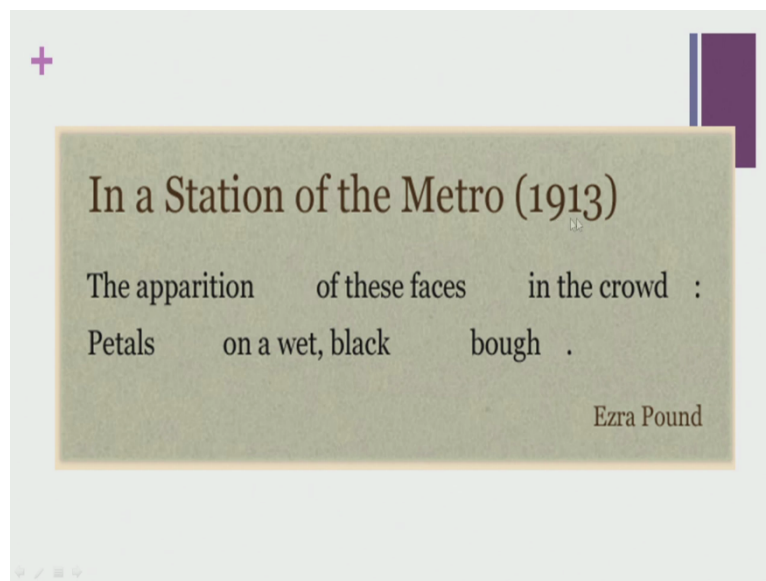 In a Station of the Metro (1913)
The apparition of these faces in the crowd :
Petals on a wet, black bough .
Ezra Pound